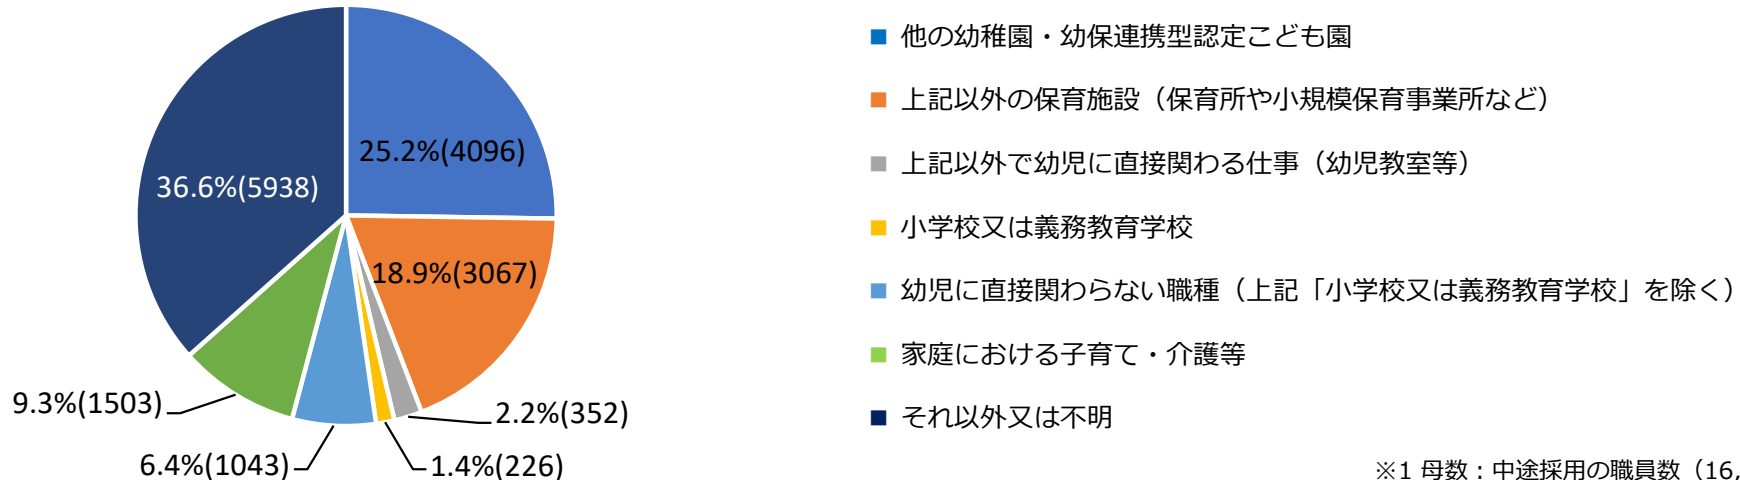 25.2%(4096)
36.6%(5938)
18.9%(3067)
9.3%(1503)
2.2%(352)
6.4%(1043)
1.4%(226)
他の幼稚園・幼保連携型認定こども園
上記以外の保育施設（保育所や小規模保育事業所など）
上記以外で幼児に直接関わる仕事（幼児教室等）
小学校又は義務教育学校
幼児に直接関わらない職種（上記「小学校又は義務教育学校」を除く）
家庭における子育て・介護等
それ以外又は不明
※1 母数：中途採用の職員数（16,